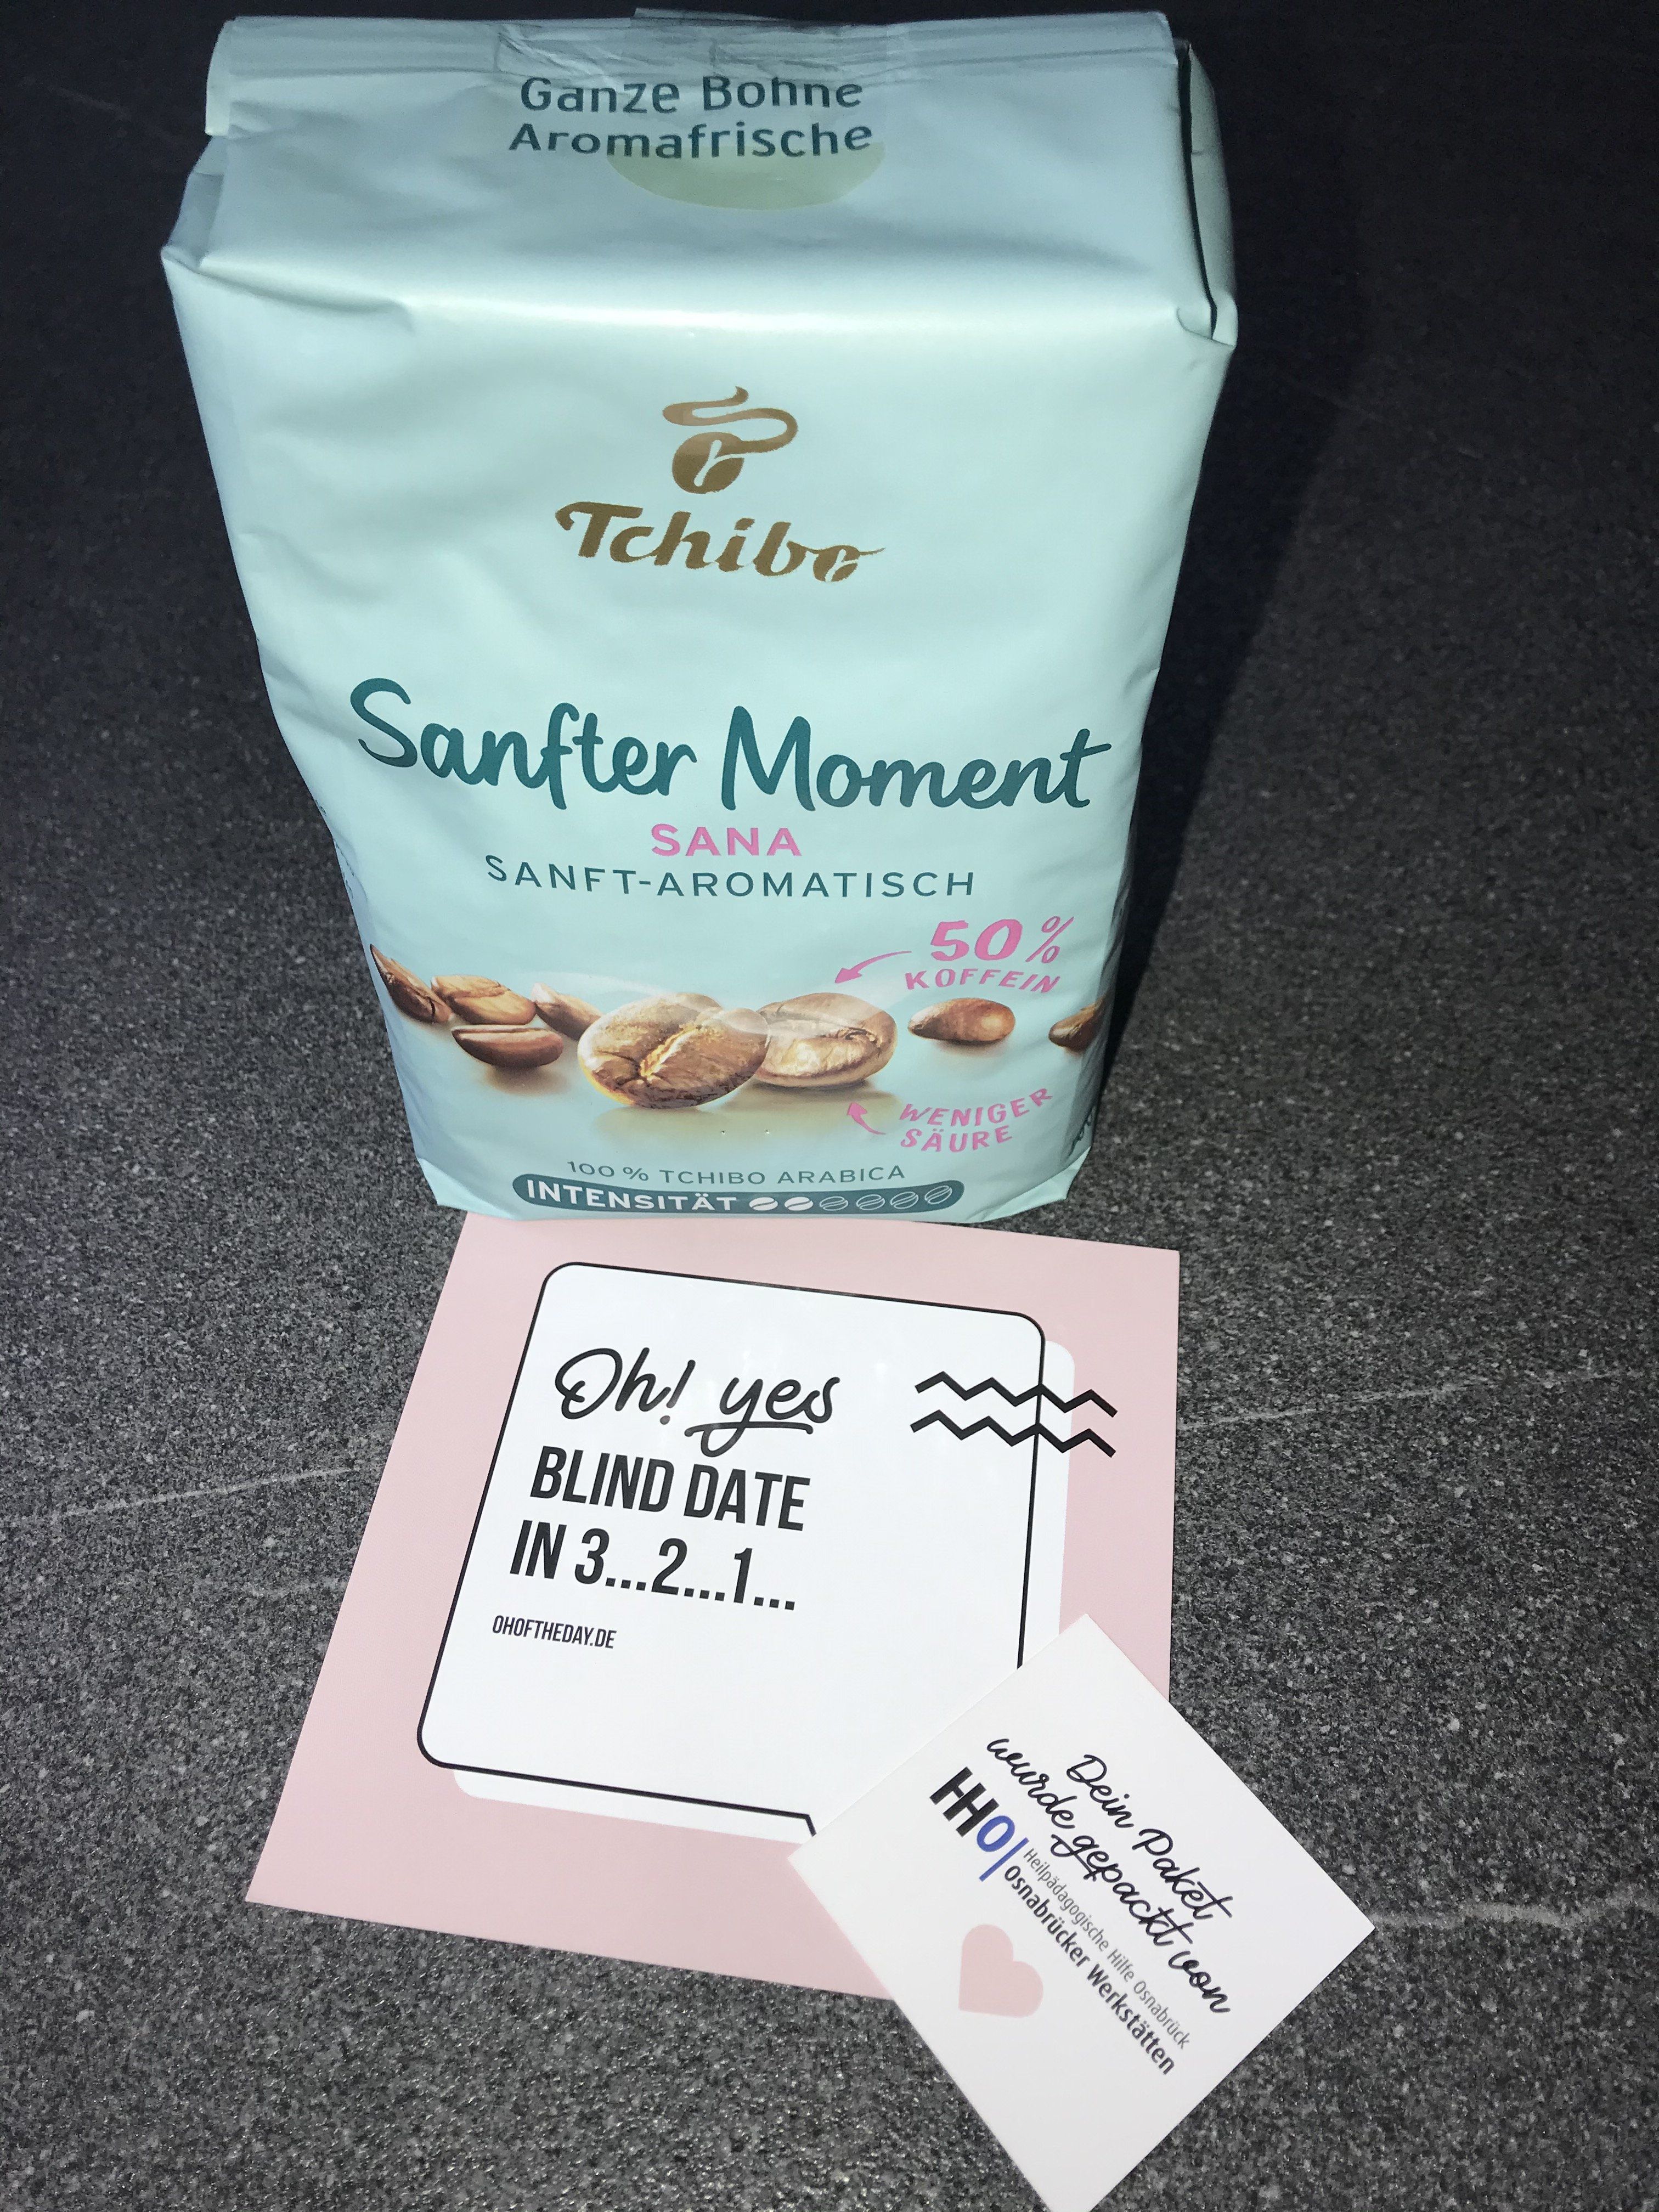 Ganze Bohne
Aromafrische
Tchibo
Sanfter Moment
SANA
SANFT-AROMATISCH
50%
KOFFEIN
WENIGER
SÄURE
100 % TCHIBO ARABICA
INTENSITÄT
Oh! yes
BLIND DATE
IN 3...2...1...
OHOFTHEDAY.DE
Dein Paket
wurde gepackt von
HHO
Heilpädagogische Hilfe Osnabrück
Osnabrücker Werkstätten